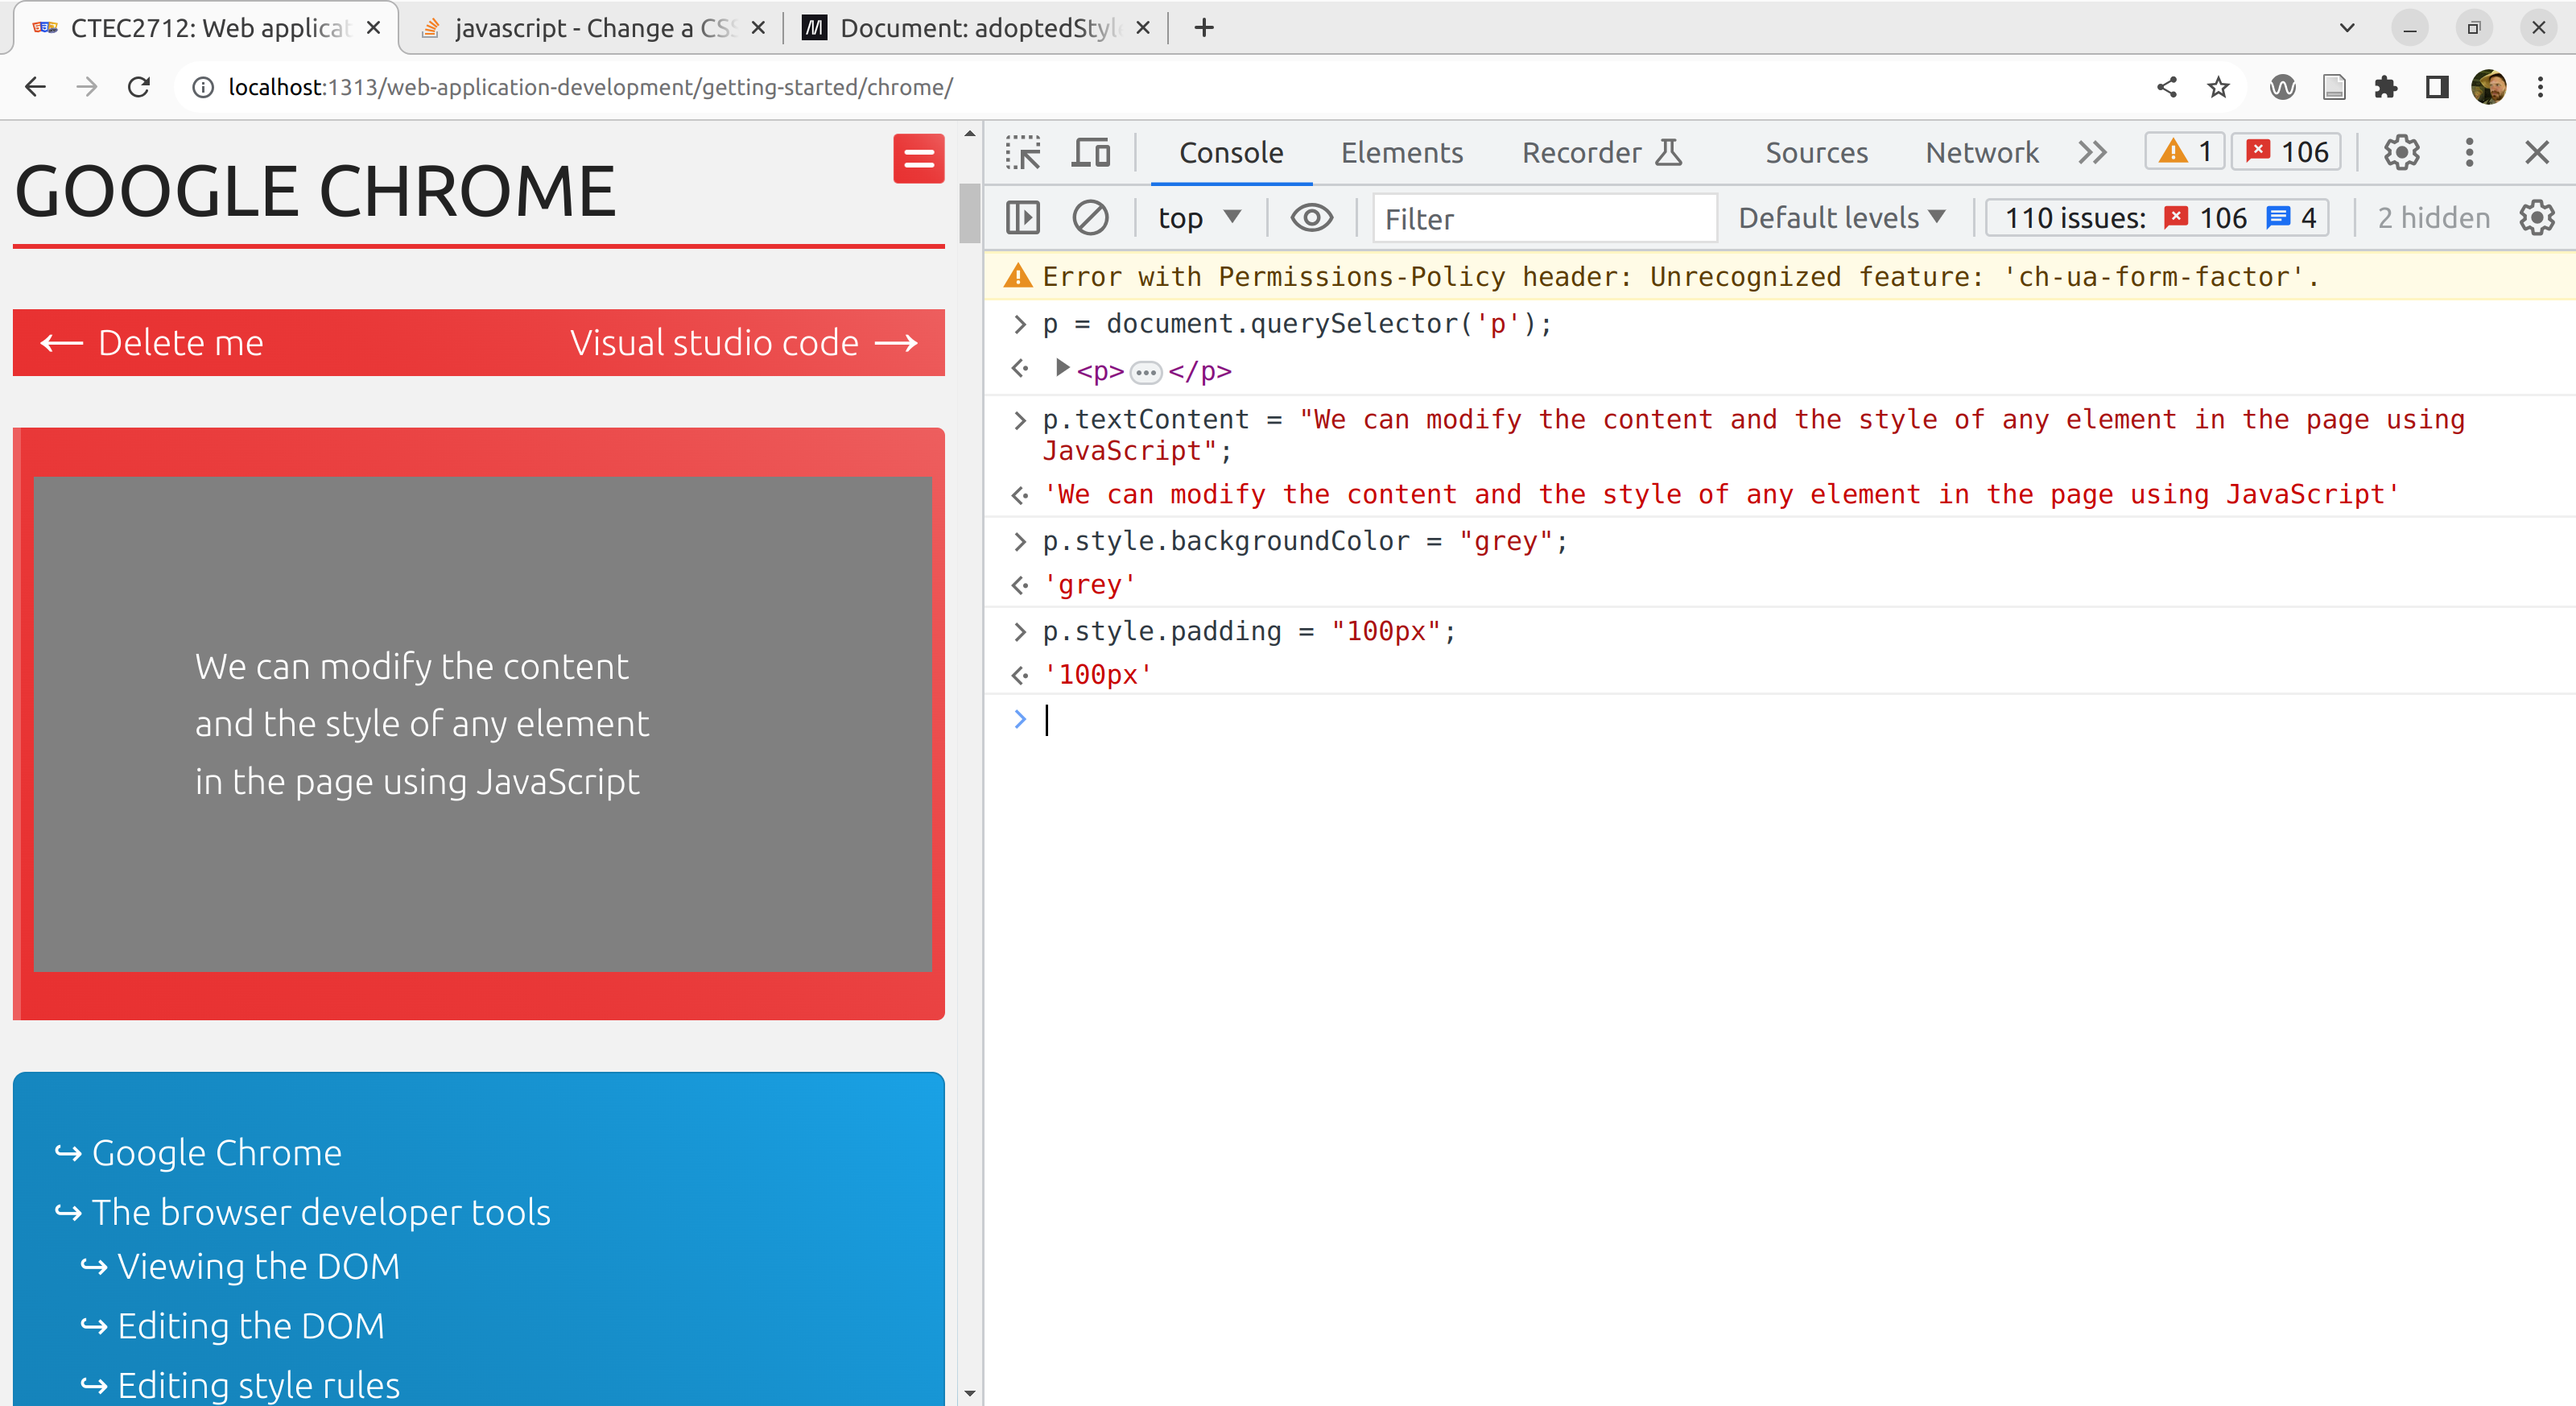 CTEC2712: Web applicat
javascript - Change a CSS
Document: adoptedStyle
localhost:1313/web-application-development/getting-started/chrome/
GOOGLE CHROME
← Delete me
Visual studio code →
We can modify the content
and the style of any element
in the page using JavaScript
↪ Google Chrome
↪ The browser developer tools
↪ Viewing the DOM
↪ Editing the DOM
↪ Editing style rules
Console Elements Recorder Sources Network 1 106
top Filter Default levels 110 issues: 106 4 2 hidden
Error with Permissions-Policy header: Unrecognized feature: 'ch-ua-form-factor'.
p = document.querySelector('p');
<p>…</p>
p.textContent = "We can modify the content and the style of any element in the page using
JavaScript";
'We can modify the content and the style of any element in the page using JavaScript'
p.style.backgroundColor = "grey";
'grey'
p.style.padding = "100px";
'100px'